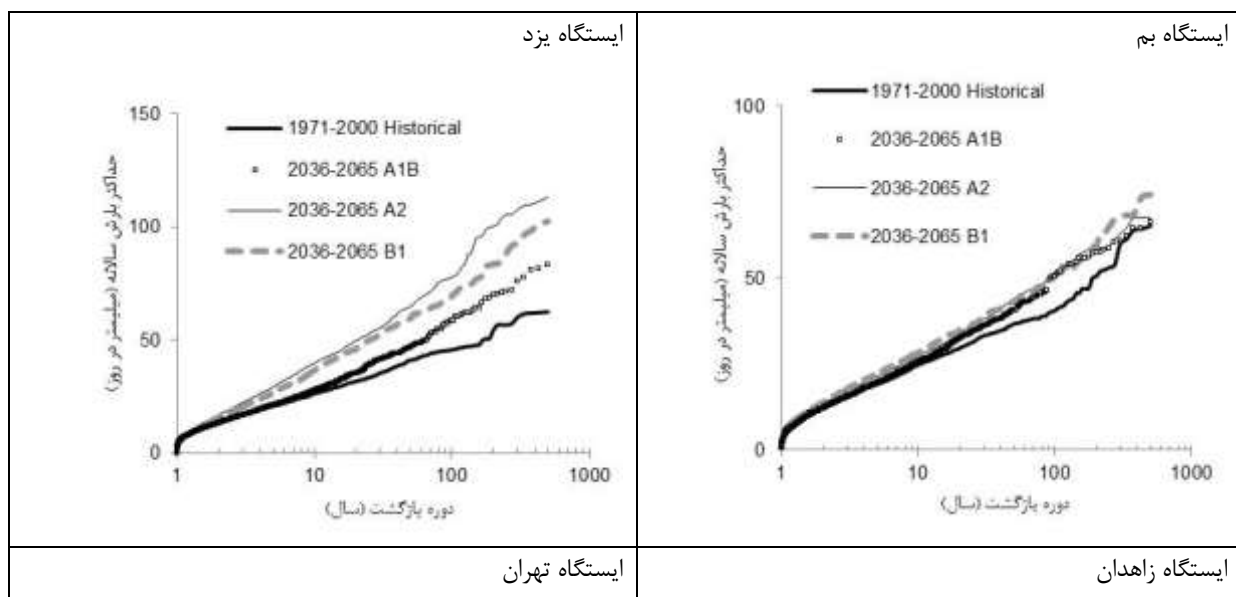 ایستگاه بم
100
50
0
1971-2000 Historical
2036-2065 A1B
2036-2065 A2
2036-2065 B1
1 10 100 1000
حداکثر بارش سالانه (میلیمتر در روز)
دوره بازگشت (سال)
ایستگاه یزد
150
100
50
0
1971-2000 Historical
2036-2065 A1B
2036-2065 A2
2036-2065 B1
1 10 100 1000
حداکثر بارش سالانه (میلیمتر در روز)
دوره بازگشت (سال)
ایستگاه زاهدان
ایستگاه تهران